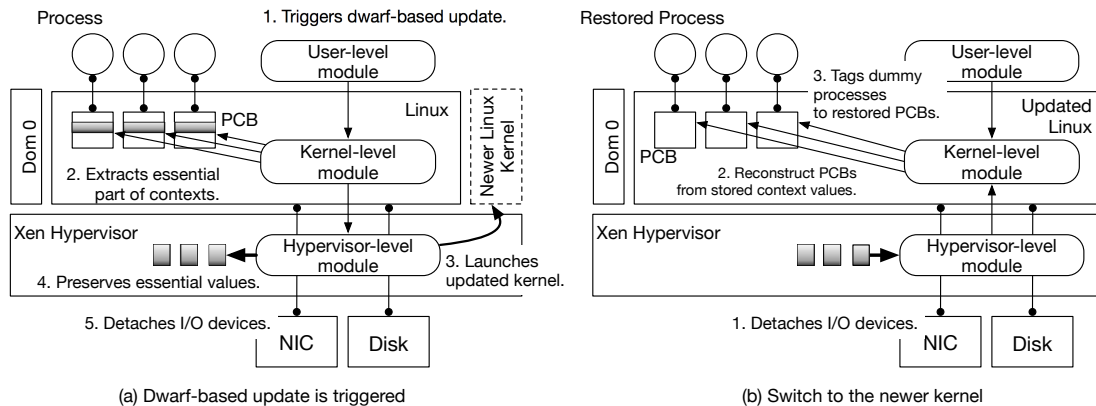 Process
1. Triggers dwarf-based update.
User-level
module
Dom 0
Linux
PCB
Kernel-level
module
2. Extracts essential
part of contexts.
Newer Linux
Kernel
Xen Hypervisor
Hypervisor-level
module
3. Launches
updated kernel.
4. Preserves essential values.
5. Detaches I/O devices.
NIC
Disk
(a) Dwarf-based update is triggered
Restored Process
User-level
module
3. Tags dummy
processes
to restored PCBs.
Dom 0
Updated
Linux
PCB
Kernel-level
module
2. Reconstruct PCBs
from stored context values.
Xen Hypervisor
Hypervisor-level
module
1. Detaches I/O devices.
NIC
Disk
(b) Switch to the newer kernel